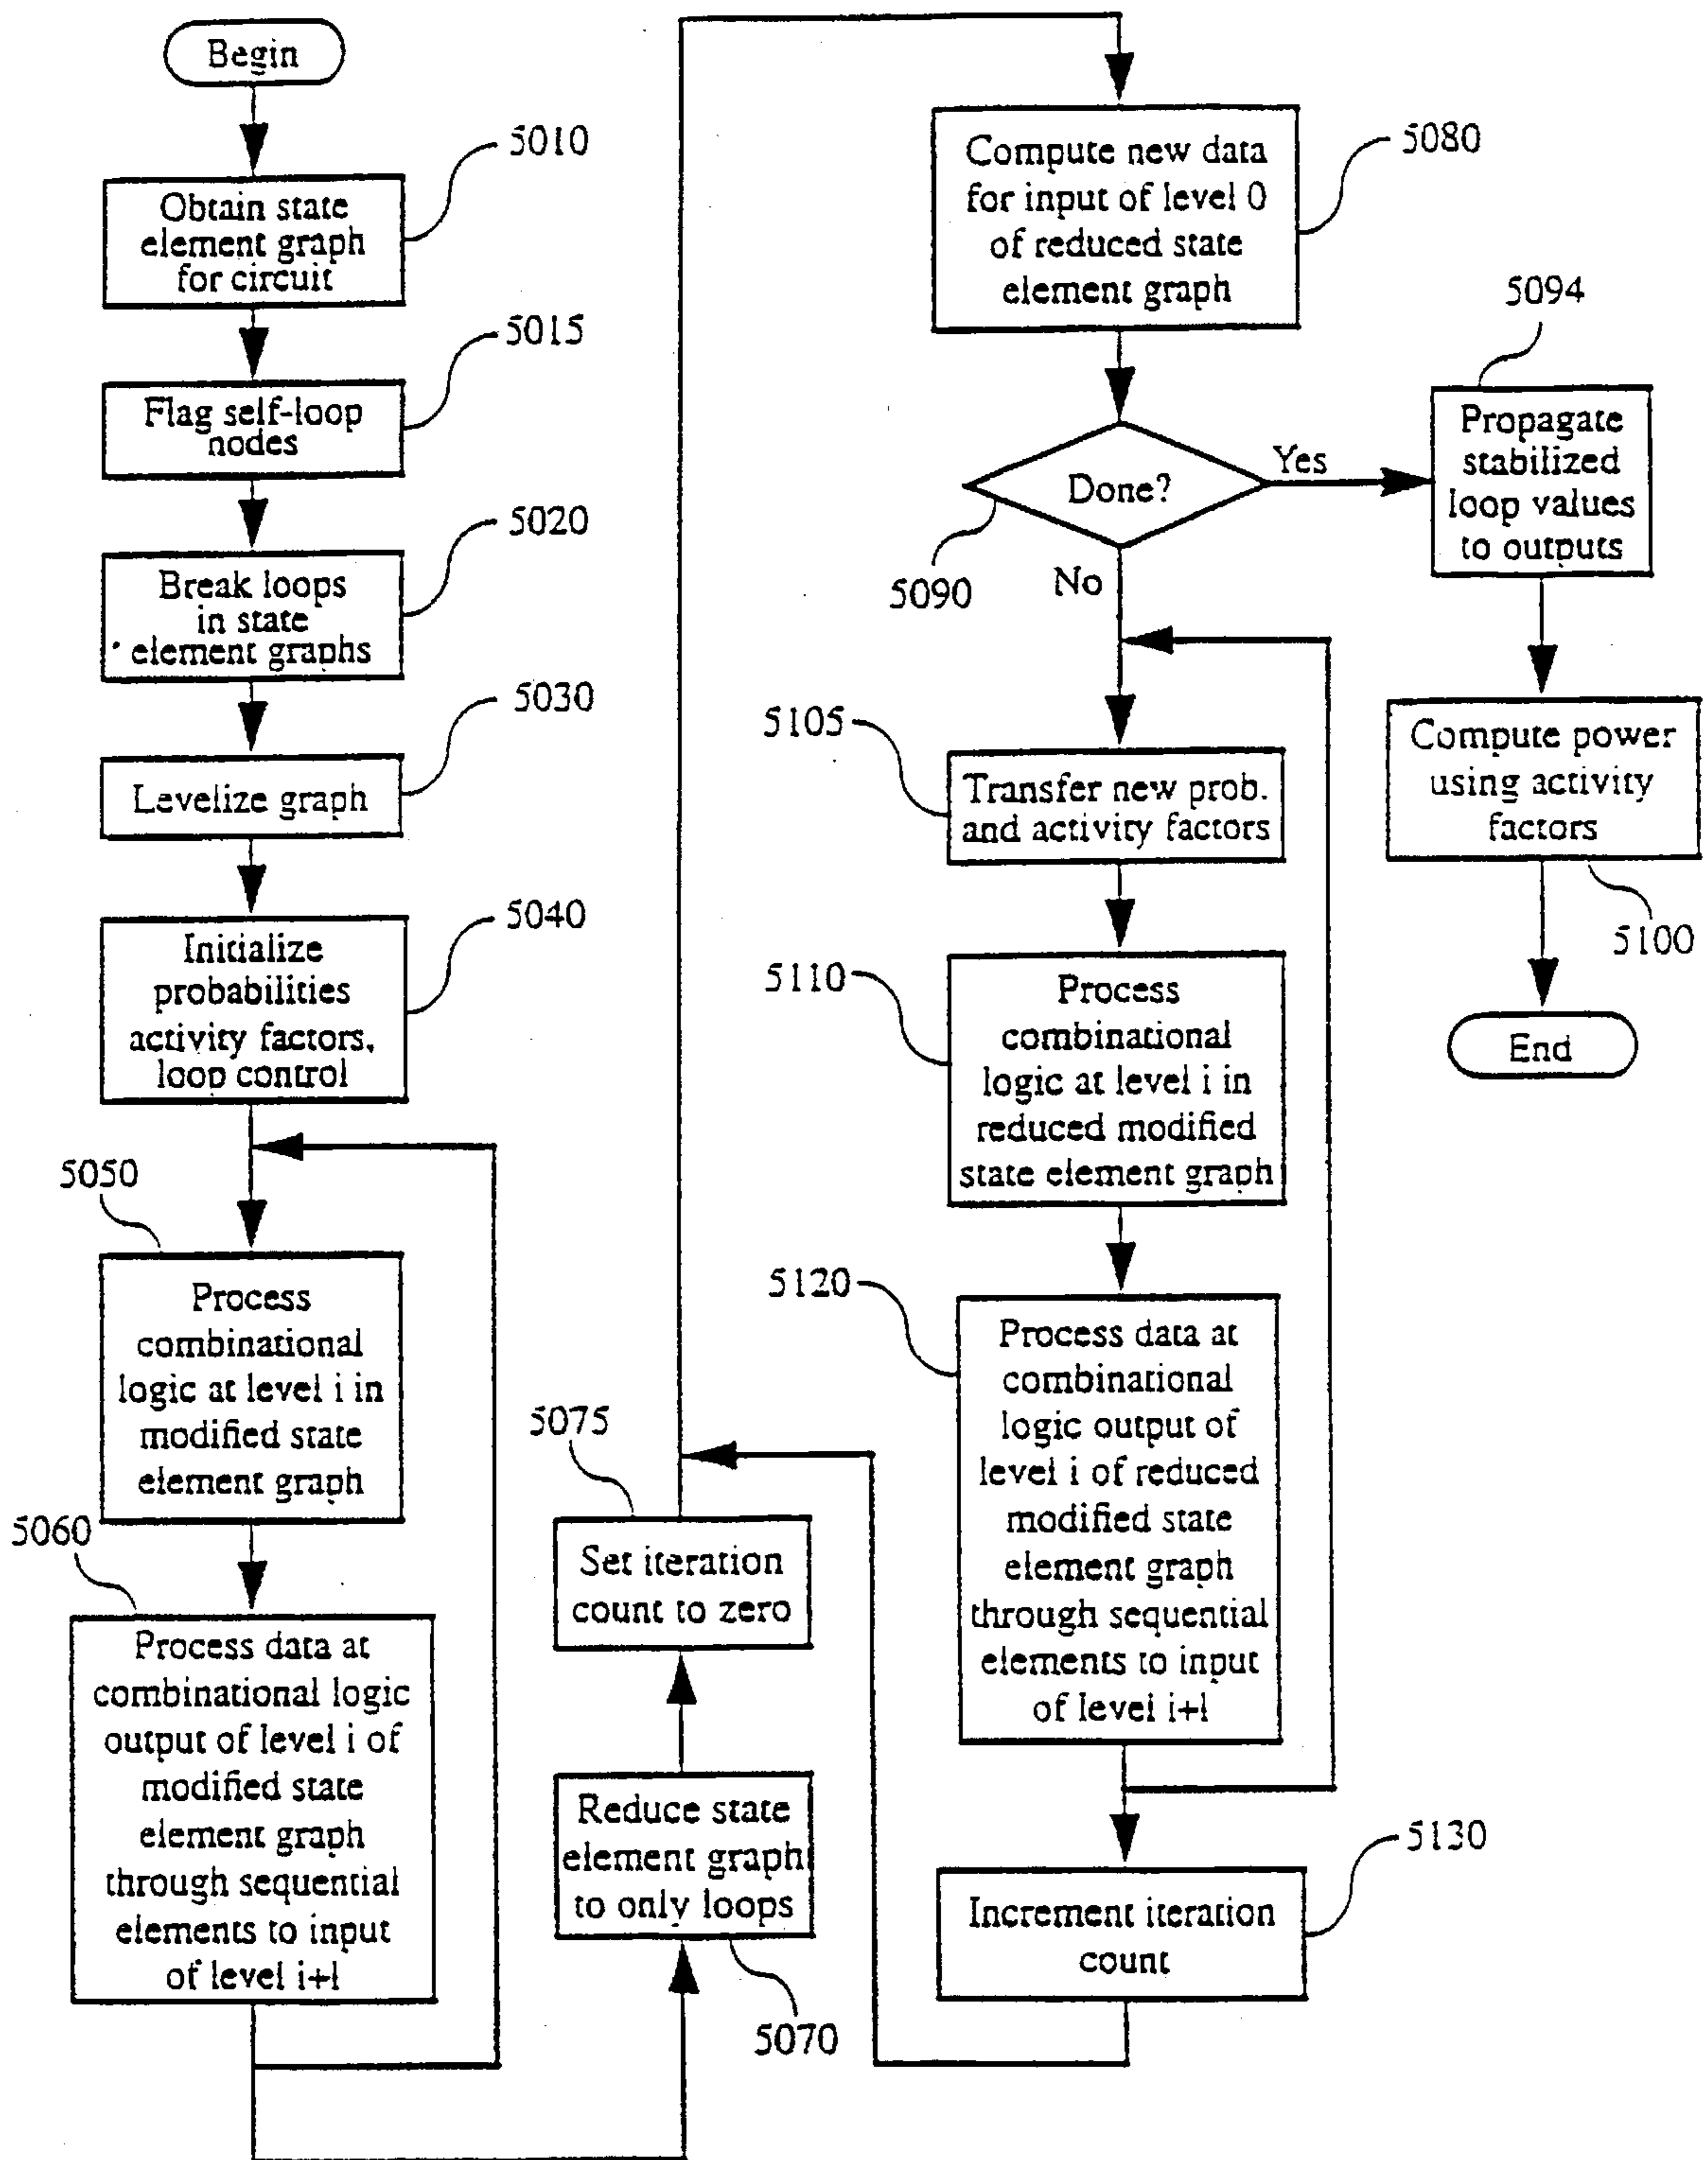 Begin
5010
Obtain state
element graph
for circuit
5015
Flag self-loop
nodes
5020
Break loops
in state
element graphs
5030
Levelize graph
5040
Initialize
probabilities
activity factors,
loop control
5050
Process
combinational
logic at level i in
modified state
element graph
5060
Process data at
combinational logic
output of level i of
modified state
element graph
through sequential
elements to input
of level i+1
5070
Reduce state
element graph
to only loops
5075
Set iteration
count to zero
5080
Compute new data
for input of level 0
of reduced state
element graph
5090
Done?
Yes
No
5094
Propagate
stabilized
loop values
to outputs
5100
Compute power
using activity
factors
End
5105
Transfer new prob.
and activity factors
5110
Process
combinational
logic at level i in
reduced modified
state element graph
5120
Process data at
combinational
logic output of
level i of reduced
modified state
element graph
through sequential
elements to input
of level i+1
5130
Increment iteration
count